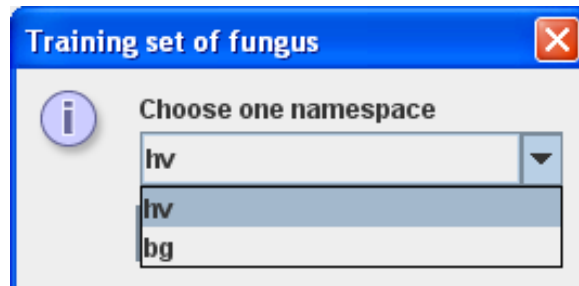 Training set of fungus
Choose one namespace
hv
hv
bg